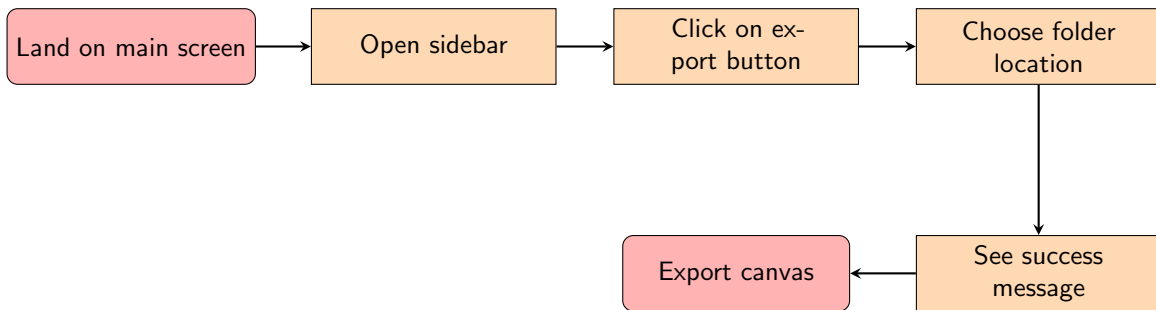 Land on main screen
Open sidebar
Click on ex-
port button
Choose folder
location
Export canvas
See success
message